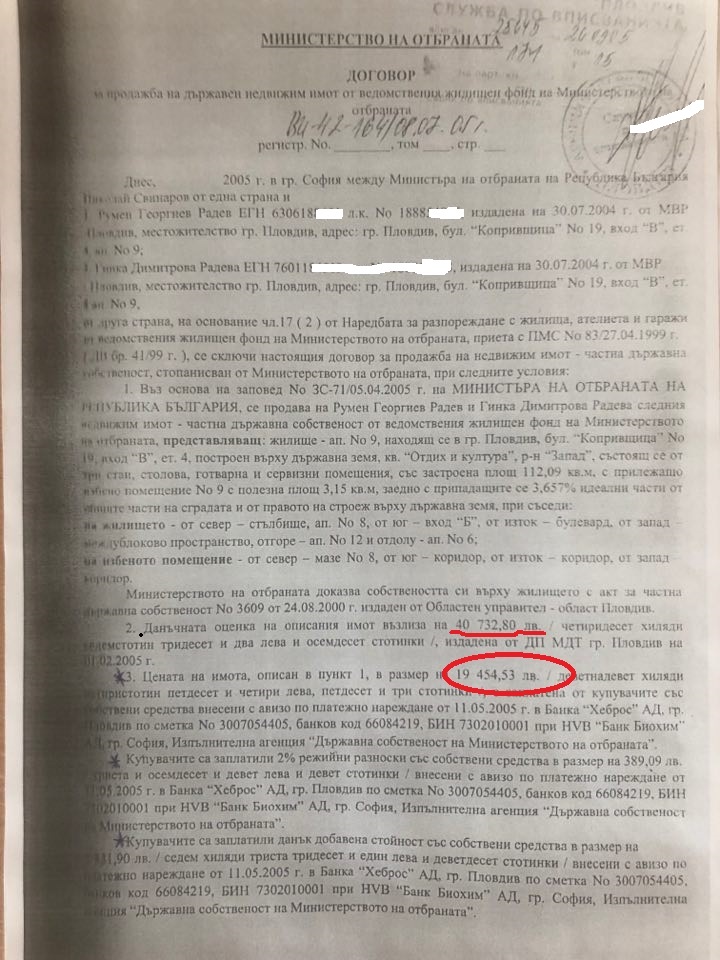 СЛУЖБА ПО ВПИСВАНИЯТА
МИНИСТЕРСТВО НА ОТБРАНАТА
ДОГОВОР
за продажба на държавен недвижим имот от ведомствения жилищен фонд на Министерството на
отбраната
регистр. No. ________, том ____, стр. ___
Днес, 2005 г. в гр. София между Министъра на отбраната на Република България
Николай Свинаров от една страна и
1. Румен Георгиев Радев ЕГН 630618 л.к. No 1888 издадена на 30.07.2004 г. от МВР
Пловдив, местожителство гр. Пловдив, адрес: гр. Пловдив, бул. “Копривщица” No 19, вход “В”, ет.
4 ап. No 9;
Гинка Димитрова Радева ЕГН 76011 , издадена на 30.07.2004 г. от МВР
Пловдив, местожителство гр. Пловдив, адрес: гр. Пловдив, бул. “Копривщица” No 19, вход “В”, ет.
ап. No 9,
от друга страна, на основание чл.17 ( 2 ) от Наредбата за разпореждане с жилища, ателиета и гаражи
от ведомствения жилищен фонд на Министерството на отбраната, приета с ПМС No 83/27.04.1999 г.
бр. 41/99 г. ), се сключи настоящия договор за продажба на недвижим имот - частна държавна
собственост, стопанисван от Министерството на отбраната, при следните условия:
1. Въз основа на заповед No ЗС-71/05.04.2005 г. на МИНИСТЪРА НА ОТБРАНАТА НА
РЕПУБЛИКА БЪЛГАРИЯ, се продава на Румен Георгиев Радев и Гинка Димитрова Радева следния
недвижим имот - частна държавна собственост от ведомствения жилищен фонд на Министерството
на отбраната, представляващ: жилище - ап. No 9, находящ се в гр. Пловдив, бул. “Копривщица” No
19, вход “В”, ет. 4, построен върху държавна земя, кв. “Отдих и култура”, р-н “Запад”, състоящ се от
три стаи, столова, готварна и сервизни помещения, със застроена площ 112,09 кв.м, с прилежащо
избено помещение No 9 с полезна площ 3,15 кв.м, заедно с припадащите се 3,657% идеални части от
общите части на сградата и от правото на строеж върху държавна земя, при съседи:
на жилището - от север – стълбище, ап. No 8, от юг – вход “Б”, от изток – булевард, от запад –
междублоково пространство, отгоре – ап. No 12 и отдолу - ап. No 6;
на избеното помещение - от север – мазе No 8, от юг – коридор, от изток – коридор, от запад –
коридор.
Министерството на отбраната доказва собствеността си върху жилището с акт за частна
държавна собственост No 3609 от 24.08.2000 г. издаден от Областен управител - област Пловдив.
2. Данъчната оценка на описания имот възлиза на 40 732,80 лв. / четиридесет хиляди
седемстотин тридесет и два лева и осемдесет стотинки /, издадена от ДП МДТ гр. Пловдив на
01.02.2005 г.
3. Цената на имота, описан в пункт 1, в размер 19 454,53 лв. / деветнадевет хиляди
четиристотин петдесет и четири лева, петдесет и три стотинки заплатена от купувачите със
собствени средства внесени с авизо по платежно нареждане от 11.05.2005 г. в Банка “Хеброс” АД, гр.
Пловдив по сметка No 3007054405, банков код 66084219, БИН 7302010001 при HVB “Банк Биохим”
АД, гр. София, Изпълнителна агенция “Държавна собственост на Министерството на отбраната”.
Купувачите са заплатили 2% режийни разноски със собствени средства в размер на 389,09 лв.
триста и осемдесет и девет лева и девет стотинки / внесени с авизо по платежно нареждане от
11.05.2005 г. в Банка “Хеброс” АД, гр. Пловдив по сметка No 3007054405, банков код 66084219, БИН
7302010001 при HVB “Банк Биохим” АД, гр. София, Изпълнителна агенция “Държавна собственост
на Министерството на отбраната”.
Купувачите са заплатили данък добавена стойност със собствени средства в размер на
лв. / седем хиляди триста тридесет и един лева и деветдесет стотинки / внесени с авизо по
платежно нареждане от 11.05.2005 г. в Банка “Хеброс” АД, гр. Пловдив по сметка No 3007054405,
банков код 66084219, БИН 7302010001 при HVB “Банк Биохим” АД, гр. София, Изпълнителна
агенция “Държавна собственост на Министерството на отбраната”.